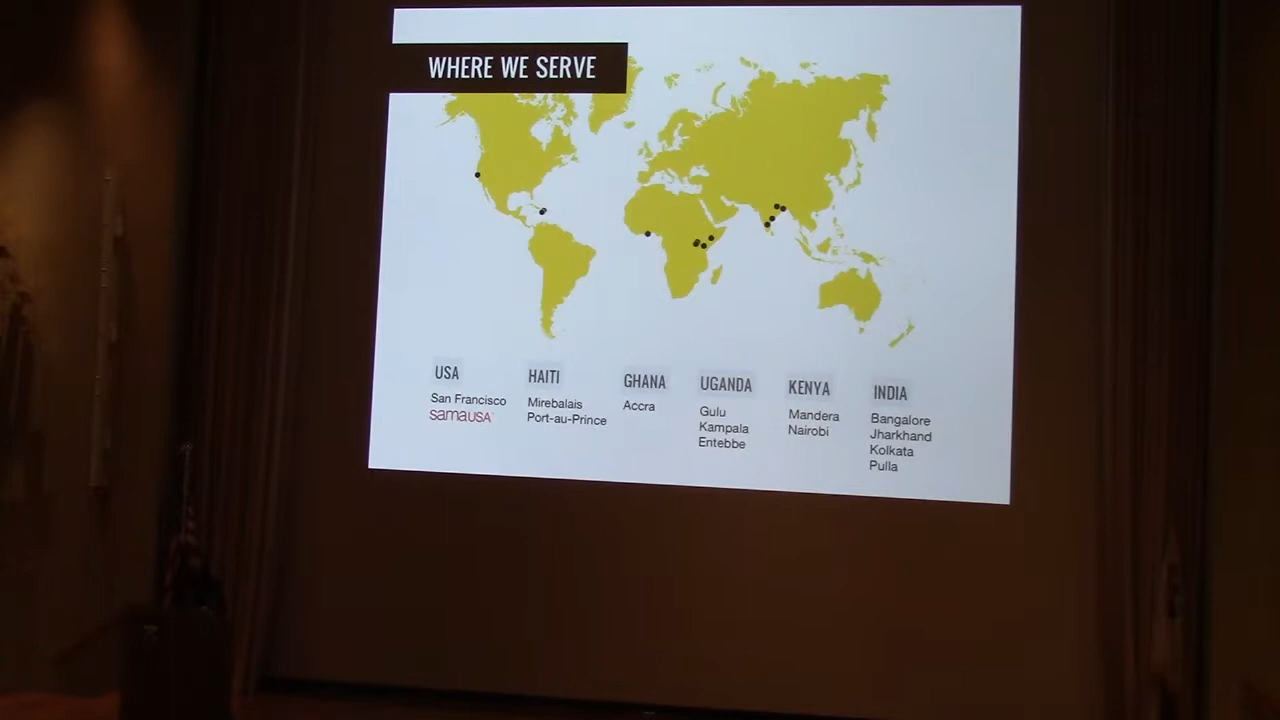 WHERE WE SERVE
USA
San Francisco
samaUSA
HAITI
Mirebalais
Port-au-Prince
GHANA
Accra
UGANDA
Gulu
Kampala
Entebbe
KENYA
Mandera
Nairobi
INDIA
Bangalore
Jharkhand
Kolkata
Pulla